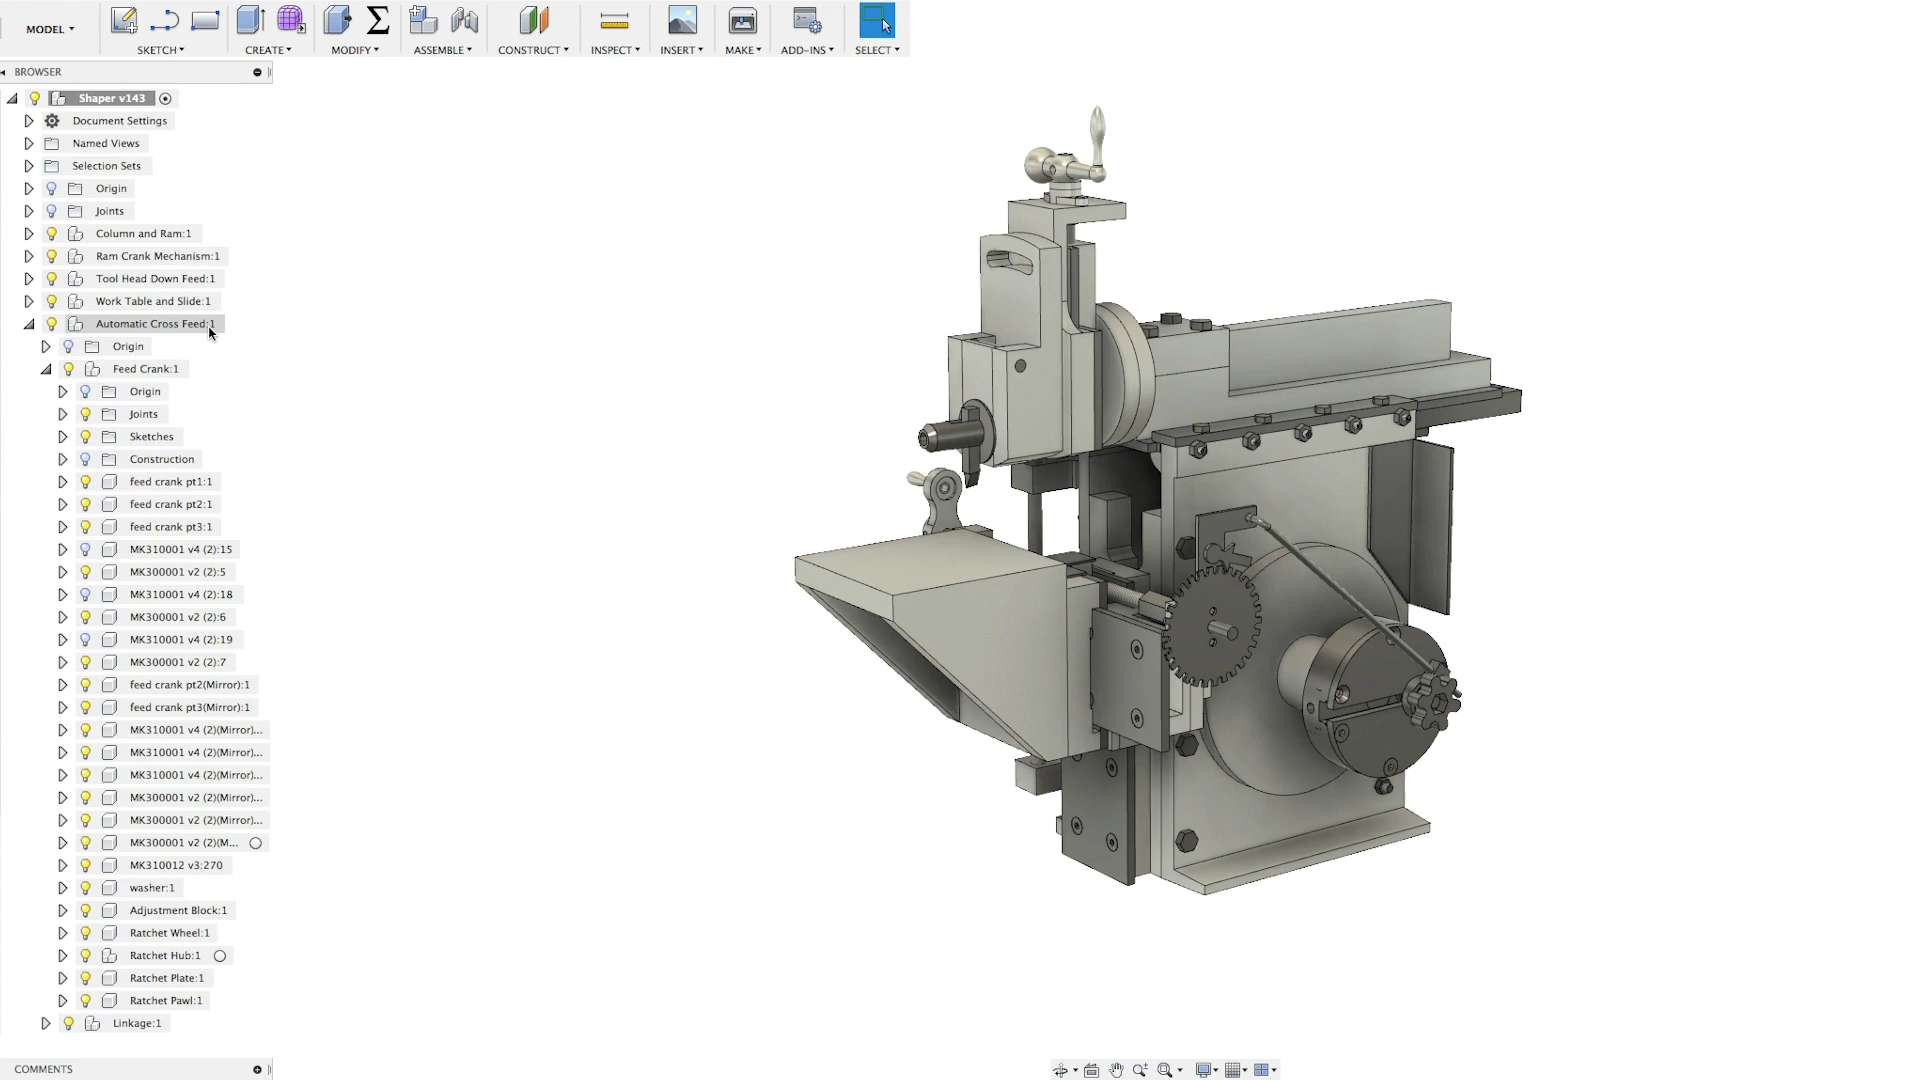 MODEL
SKETCH
CREATE
MODIFY
ASSEMBLE
CONSTRUCT
INSPECT
INSERT
MAKE
ADD-INS
SELECT
BROWSER
Shaper v143
Document Settings
Named Views
Selection Sets
Origin
Joints
Column and Ram:1
Ram Crank Mechanism:1
Tool Head Down Feed:1
Work Table and Slide:1
Automatic Cross Feed:1
Origin
Feed Crank:1
Origin
Joints
Sketches
Construction
feed crank pt1:1
feed crank pt2:1
feed crank pt3:1
MK310001 v4 (2):15
MK300001 v2 (2):5
MK310001 v4 (2):18
MK300001 v2 (2):6
MK310001 v4 (2):19
MK300001 v2 (2):7
feed crank pt2(Mirror):1
feed crank pt3(Mirror):1
MK310001 v4 (2)(Mirror)...
MK310001 v4 (2)(Mirror)...
MK310001 v4 (2)(Mirror)...
MK300001 v2 (2)(Mirror)...
MK300001 v2 (2)(Mirror)...
MK300001 v2 (2)(M...
MK310012 v3:270
washer:1
Adjustment Block:1
Ratchet Wheel:1
Ratchet Hub:1
Ratchet Plate:1
Ratchet Pawl:1
Linkage:1
COMMENTS